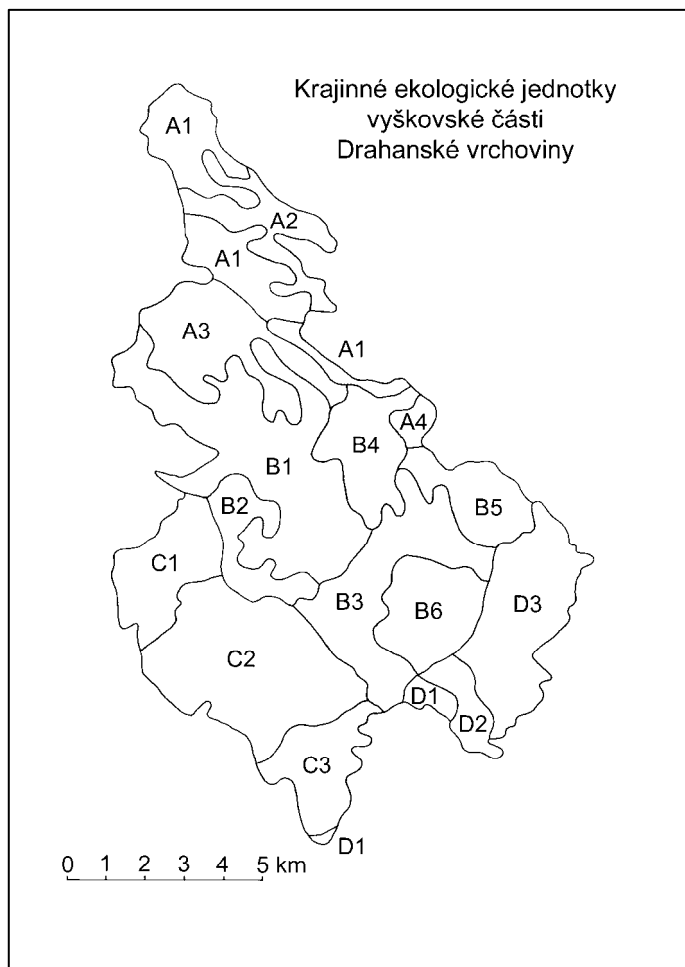 Krajinné ekologické jednotky
vyškovské části
Drahanské vrchoviny
A1
A2
A1
A3
A1
A4
B4
B1
B2
B5
C1
B3
B6
D3
C2
D1
D2
C3
D1
0 1 2 3 4 5 km